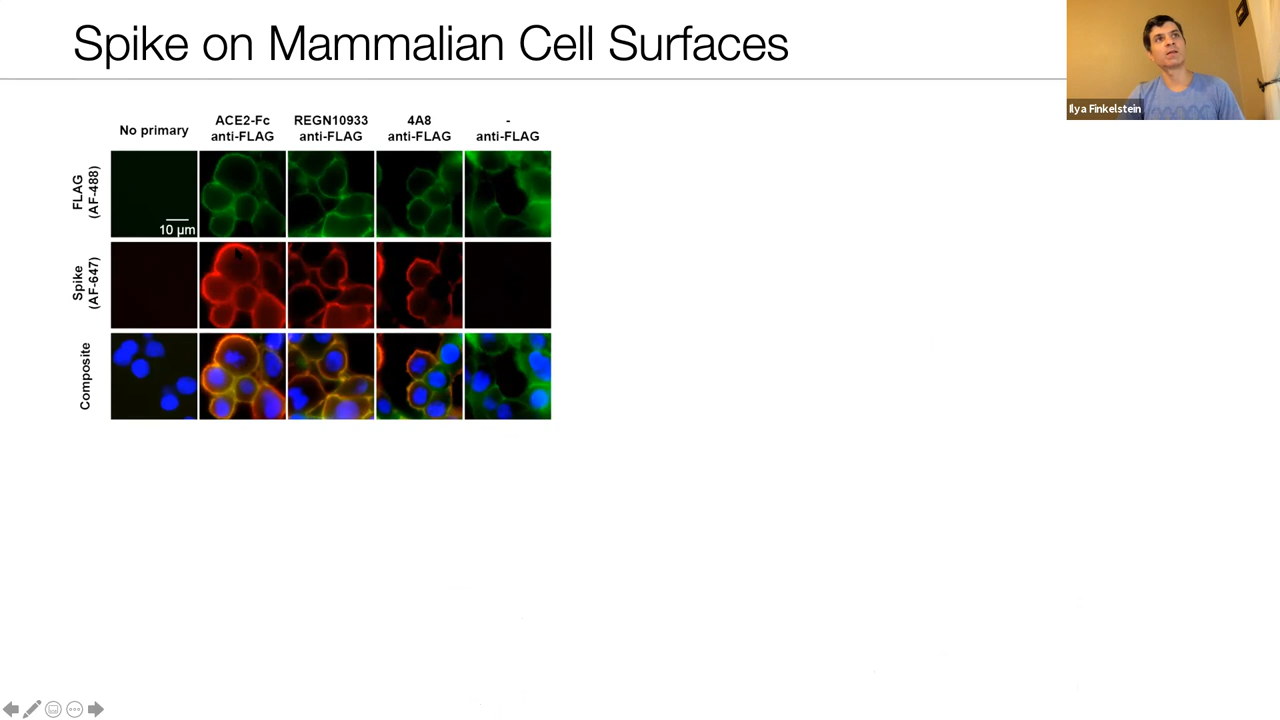 Spike on Mammalian Cell Surfaces
Ilya Finkelstein
No primary
ACE2-Fc
anti-FLAG
REGN10933
anti-FLAG
4A8
anti-FLAG
-
anti-FLAG
FLAG
(AF-488)
10 μm
Spike
(AF-647)
Composite